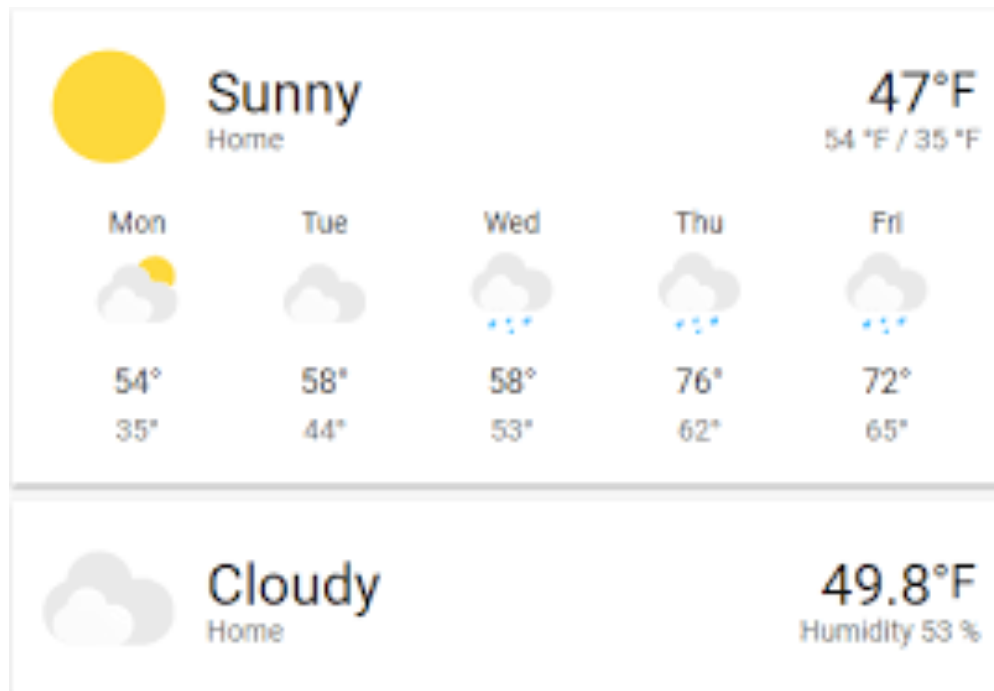 Sunny 47°F
Home 54 °F / 35 °F
Mon Tue Wed Thu Fri
54° 58° 58° 76° 72°
35° 44° 53° 62° 65°
Cloudy 49.8°F
Home Humidity 53 %